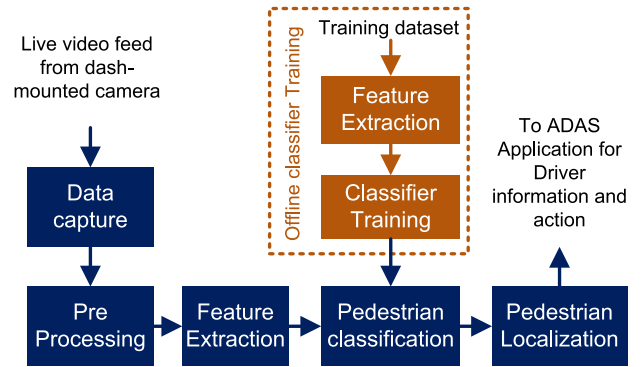 Live video feed
from dash-
mounted camera
Data
capture
Pre
Processing
Feature
Extraction
Offline classifier Training
Training dataset
Feature
Extraction
Classifier
Training
Pedestrian
classification
Pedestrian
Localization
To ADAS
Application for
Driver
information and
action